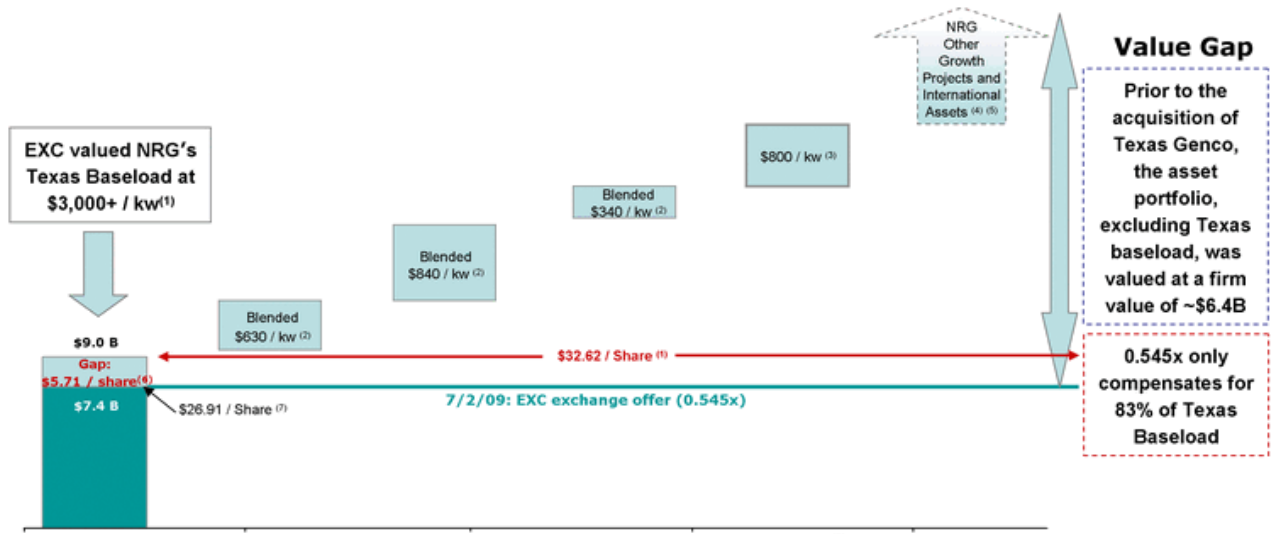 NRG
Other
Growth
Projects and
International
Assets (4) (5)
Value Gap
Prior to the
acquisition of
Texas Genco,
the asset
portfolio,
excluding Texas
baseload, was
valued at a firm
value of ~$6.4B
EXC valued NRG's
Texas Baseload at
$3,000+ / kw(1)
$800 / kw (3)
Blended
$340 / kw (2)
Blended
$840 / kw (2)
Blended
$630 / kw (2)
$9.0 B
Gap:
$5.71 / share(6)
$7.4 B
$32.62 / Share (1)
$26.91 / Share (7)
7/2/09: EXC exchange offer (0.545x)
0.545x only
compensates for
83% of Texas
Baseload